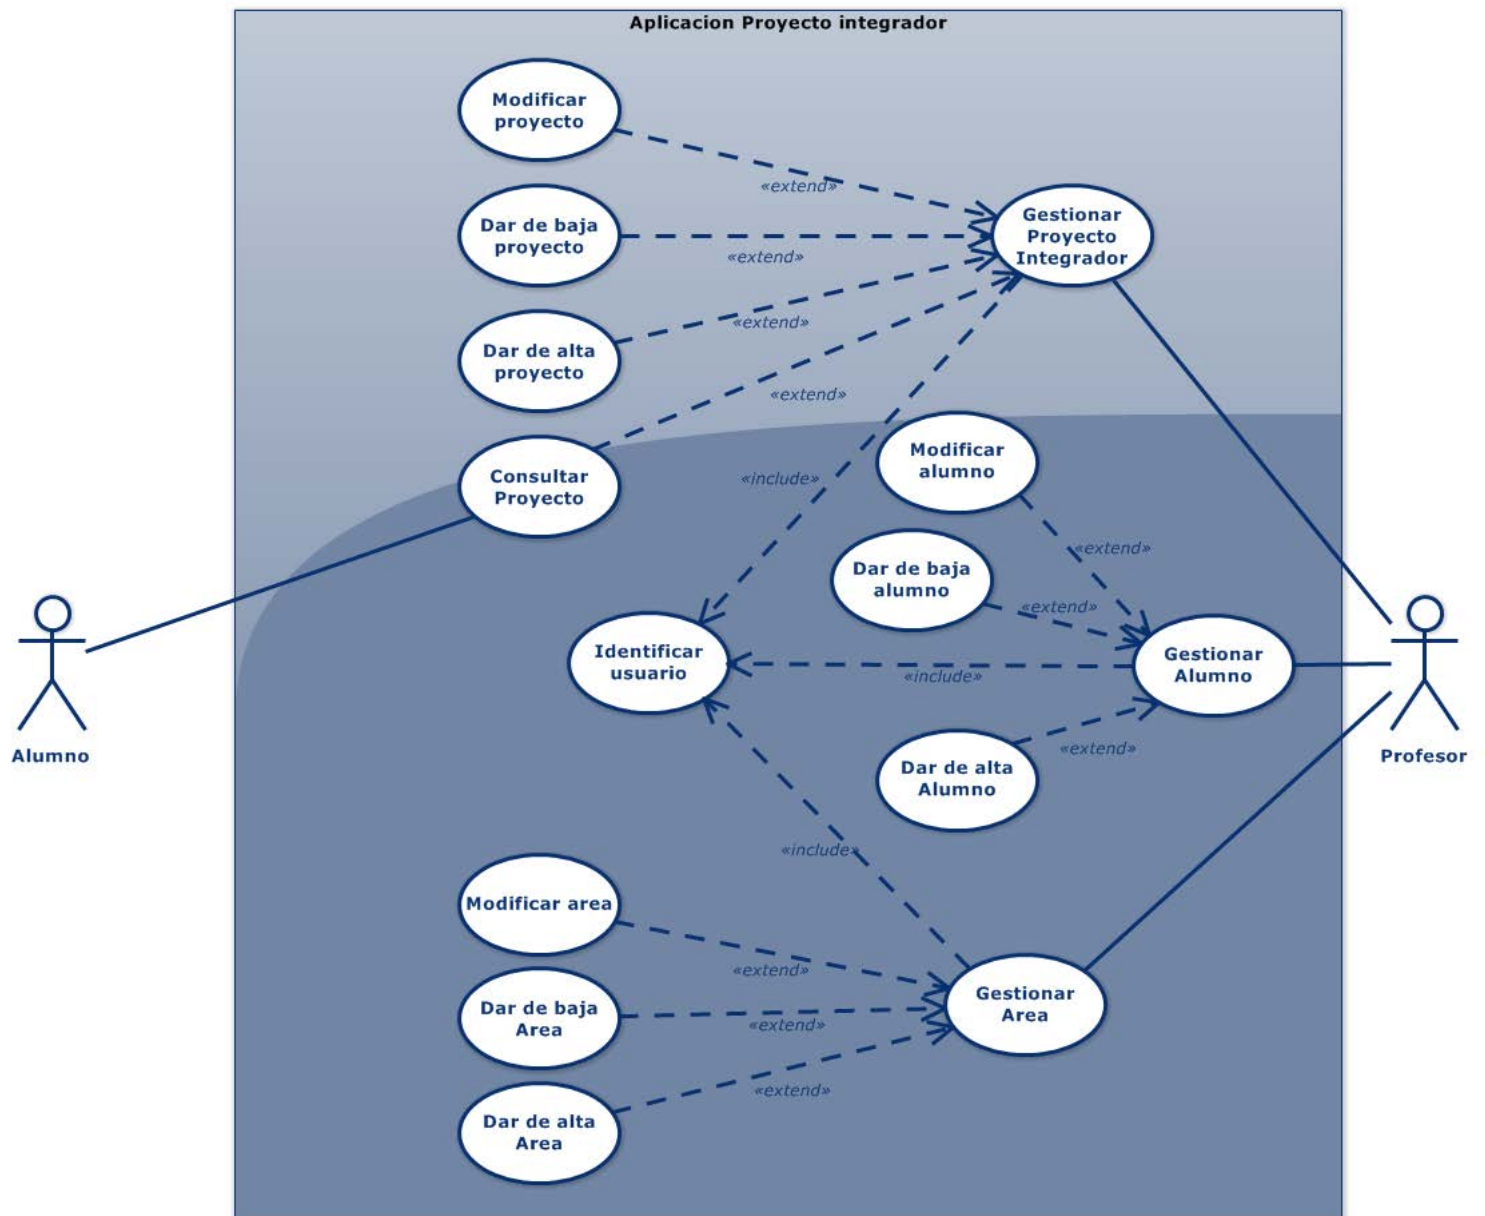 Aplicacion Proyecto integrador
Modificar
proyecto
«extend»
Dar de baja
proyecto
«extend»
Gestionar
Proyecto
Integrador
Dar de alta
proyecto
«extend»
«extend»
Consultar
Proyecto
«include»
Modificar
alumno
«extend»
Dar de baja
alumno
«extend»
Identificar
usuario
«include»
Gestionar
Alumno
Alumno
Profesor
Dar de alta
Alumno
«extend»
«include»
Modificar area
«extend»
Dar de baja
Area
«extend»
Gestionar
Area
Dar de alta
Area
«extend»